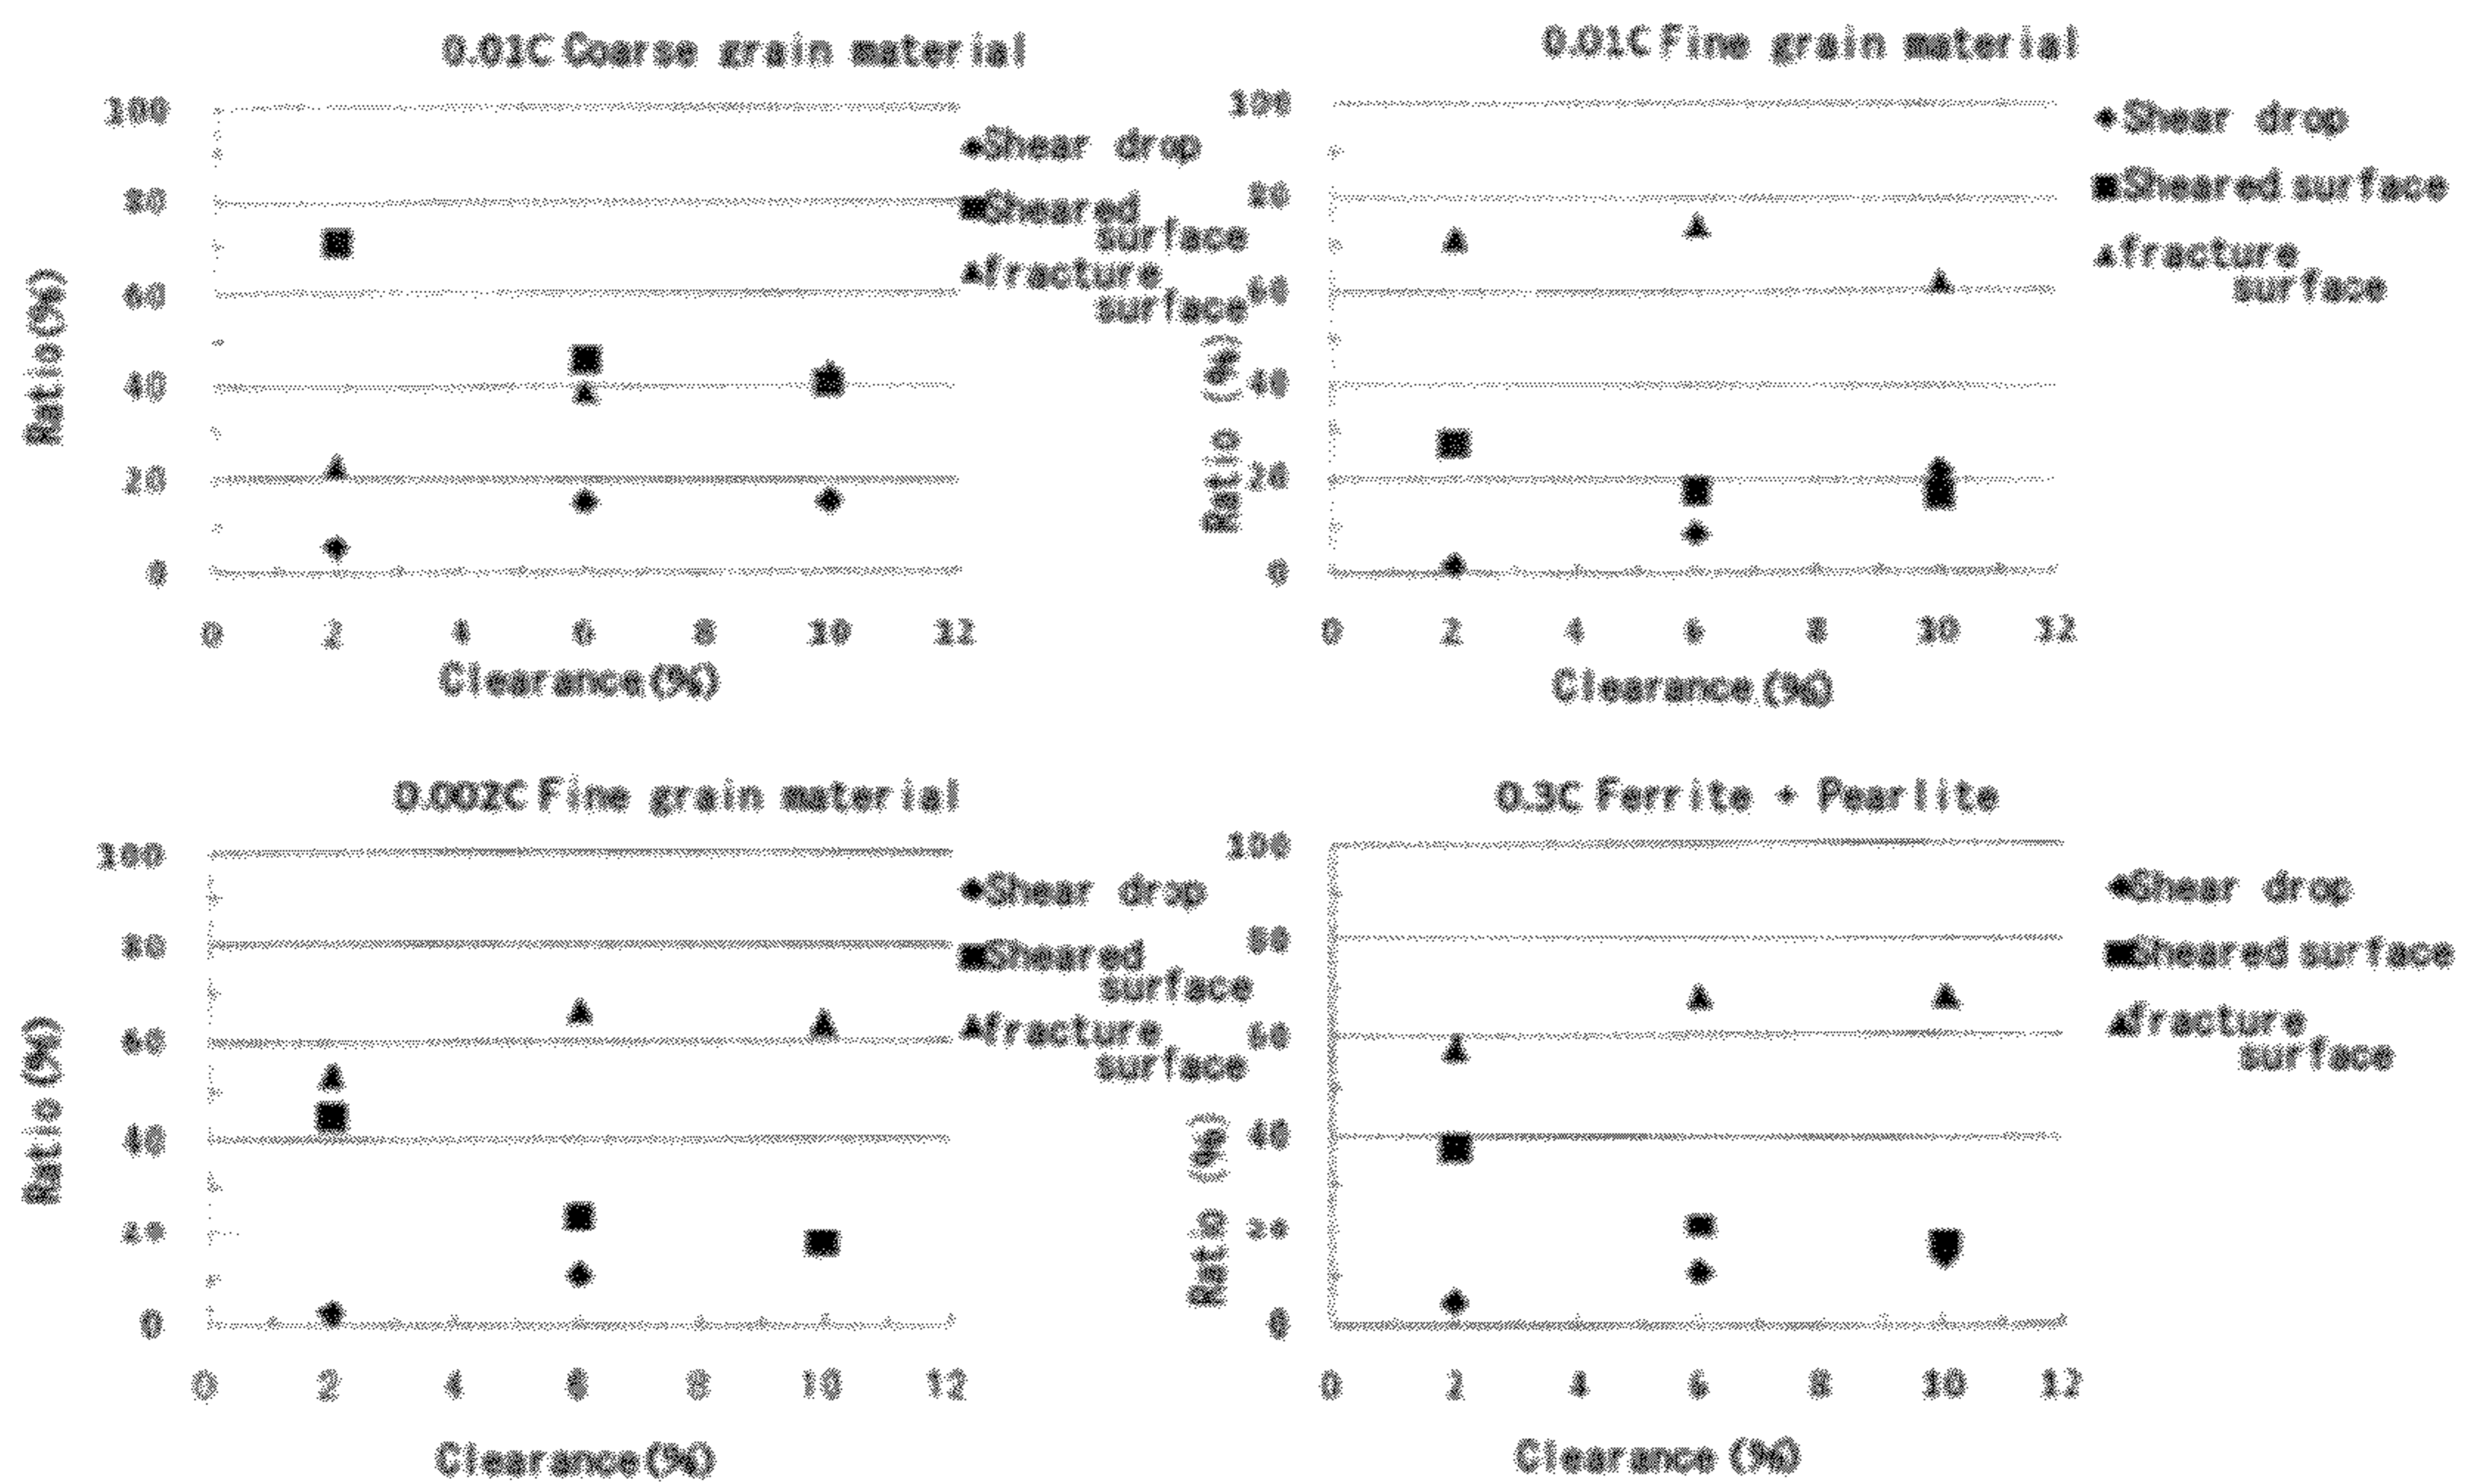 0.01C Coarse grain material
100
80
60
40
20
0
Ratio(%)
0 2 4 6 8 10 12
Clearance(%)
Shear drop
Sheared
surface
fracture
surface
0.01C Fine grain material
100
80
60
40
20
0
Ratio (%)
0 2 4 6 8 10 12
Clearance(%)
Shear drop
Sheared surface
fracture
surface
0.002C Fine grain material
100
80
60
40
20
0
Ratio (%)
0 2 4 6 8 10 12
Clearance(%)
Shear drop
Sheared
surface
fracture
surface
0.3C Ferrite + Pearlite
100
80
60
40
20
0
Ratio (%)
0 2 4 6 8 10 12
Clearance (%)
Shear drop
Sheared surface
fracture
surface